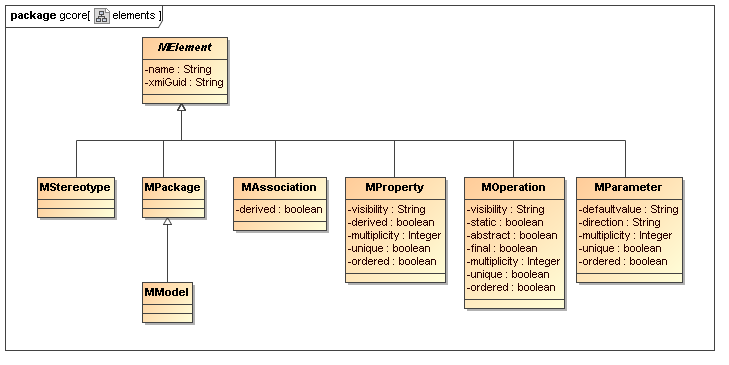 package gcore[ elements ]
MElement
-name : String
-xmiGuid : String
MStereotype
MPackage
MAssociation
-derived : boolean
MProperty
-visibility : String
-derived : boolean
-multiplicity : Integer
-unique : boolean
-ordered : boolean
MOperation
-visibility : String
-static : boolean
-abstract : boolean
-final : boolean
-multiplicity : Integer
-unique : boolean
-ordered : boolean
MParameter
-defaultvalue : String
-direction : String
-multiplicity : Integer
-unique : boolean
-ordered : boolean
MModel